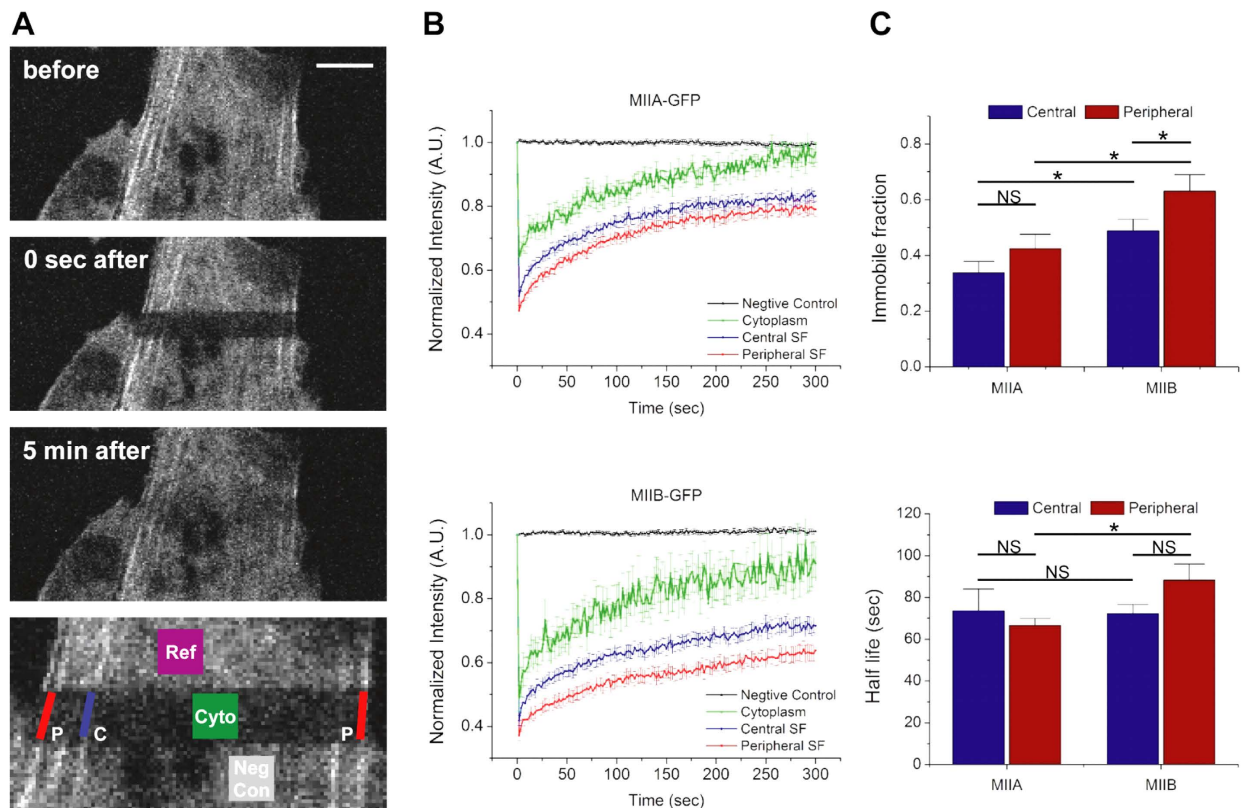 A
before
0 sec after
5 min after
Ref
P
C
Cyto
P
Neg
Con
B
MIIA-GFP
Normalized Intensity (A.U.)
1.0
0.8
0.6
0.4
Negtive Control
Cytoplasm
Central SF
Peripheral SF
0 50 100 150 200 250 300
Time (sec)
MIIB-GFP
Normalized Intensity (A.U.)
1.0
0.8
0.6
0.4
Negtive Control
Cytoplasm
Central SF
Peripheral SF
0 50 100 150 200 250 300
Time (sec)
C
Central Peripheral
Immobile fraction
0.8
0.6
0.4
0.2
0.0
*
*
*
NS
MIIA MIIB
Central Peripheral
Half life (sec)
120
100
80
60
40
20
0
*
NS NS
NS
MIIA MIIB